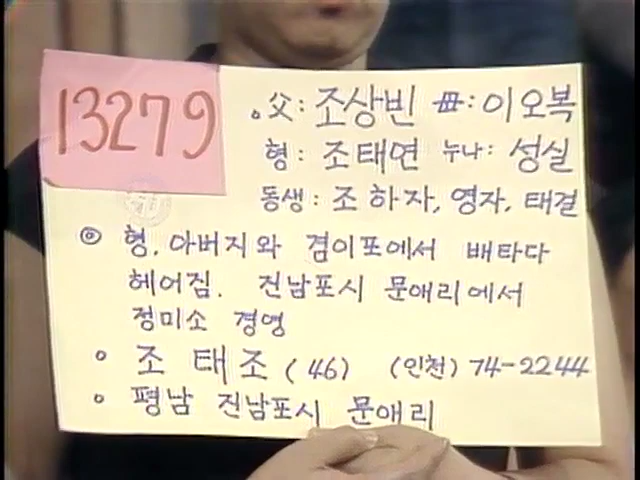 13279
。父: 조상빈 母: 이오복
형: 조태연 누나: 성실
동생: 조하자, 영자, 태걸
◎ 형. 아버지와 겸이포에서 배타다
헤어짐. 진남포시 문애리에서
정미소 경영
○ 조태조 (46) (인천) 74-2244
○ 평남 진남포시 문애리